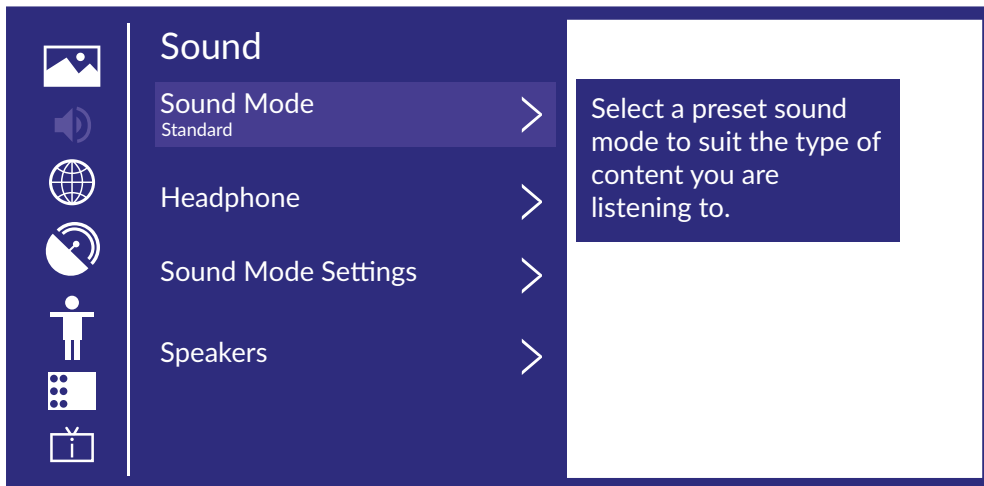 Sound
Sound Mode
Standard
Headphone
Sound Mode Settings
Speakers
Select a preset sound
mode to suit the type of
content you are
listening to.
i